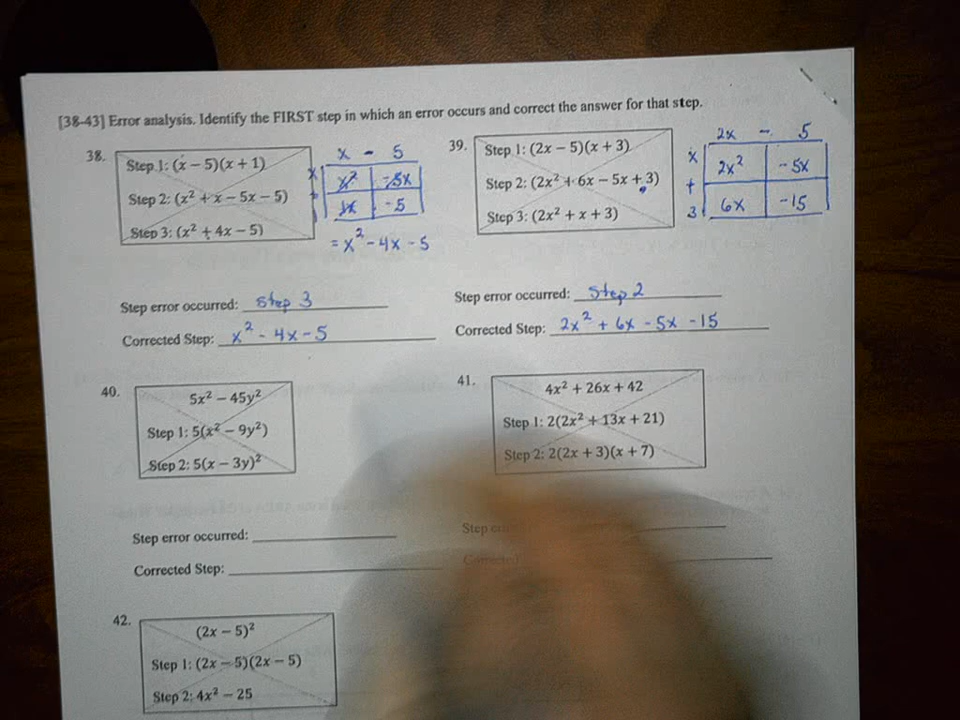 [38-43] Error analysis. Identify the FIRST step in which an error occurs and correct the answer for that step.
38.
Step 1: (x − 5)(x + 1)
Step 2: (x² + x − 5x − 5)
Step 3: (x² + 4x − 5)
x - 5
x x² -5x
1x -5
= x² - 4x - 5
Step error occurred: Step 3
Corrected Step: x² - 4x - 5
39.
Step 1: (2x − 5)(x + 3)
Step 2: (2x² + 6x − 5x + 3)
Step 3: (2x² + x + 3)
2x - 5
x 2x² -5x
+
3 6x -15
Step error occurred: Step 2
Corrected Step: 2x² + 6x - 5x - 15
40.
5x² − 45y²
Step 1: 5(x² − 9y²)
Step 2: 5(x − 3y)²
Step error occurred:
Corrected Step:
41.
4x² + 26x + 42
Step 1: 2(2x² + 13x + 21)
Step 2: 2(2x + 3)(x + 7)
Step
42.
(2x − 5)²
Step 1: (2x − 5)(2x − 5)
Step 2: 4x² − 25